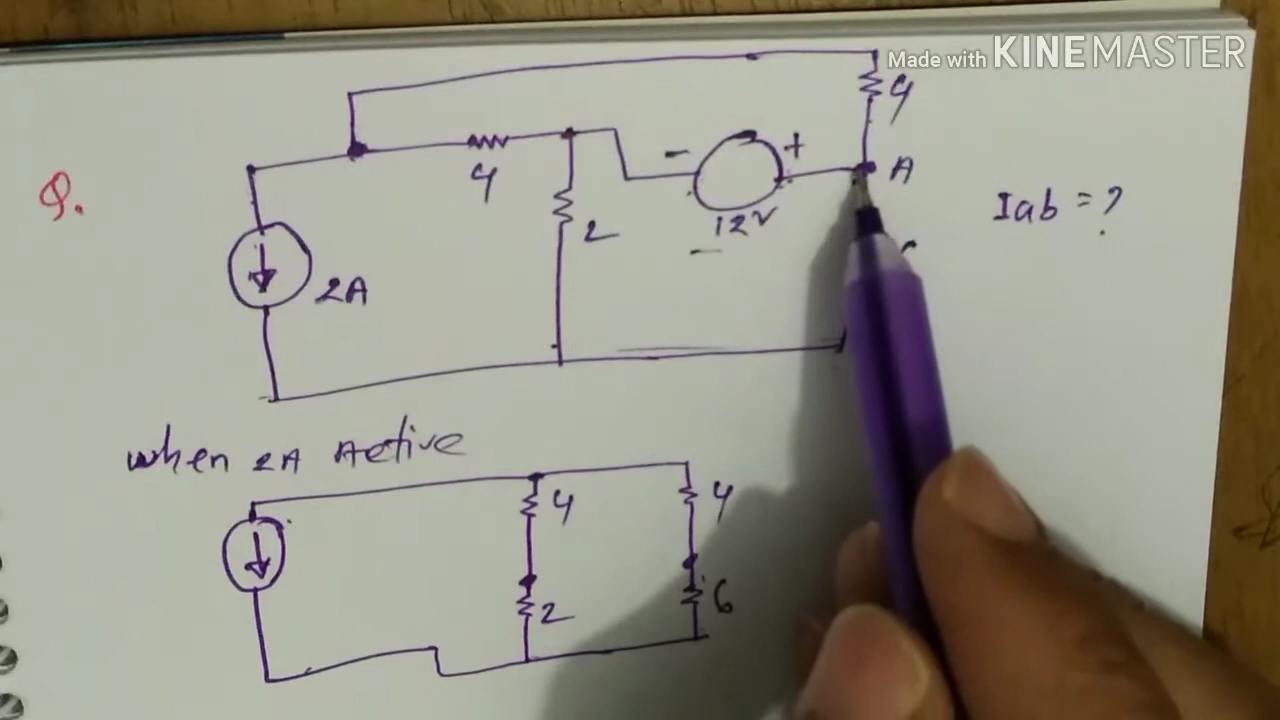 Made with KINEMASTER
4
- +
A
Q.
4
2
12V
-
Iab = ?
2A
when 2A Active
4
4
2
6